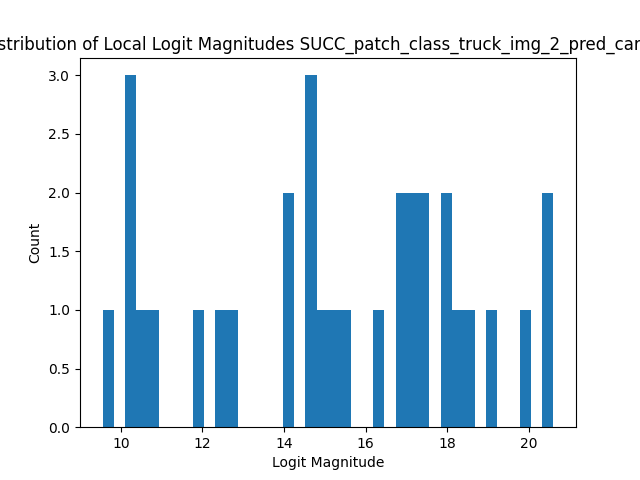 stribution of Local Logit Magnitudes SUCC_patch_class_truck_img_2_pred_car
3.0
2.5
2.0
1.5
1.0
0.5
0.0
Count
10 12 14 16 18 20
Logit Magnitude